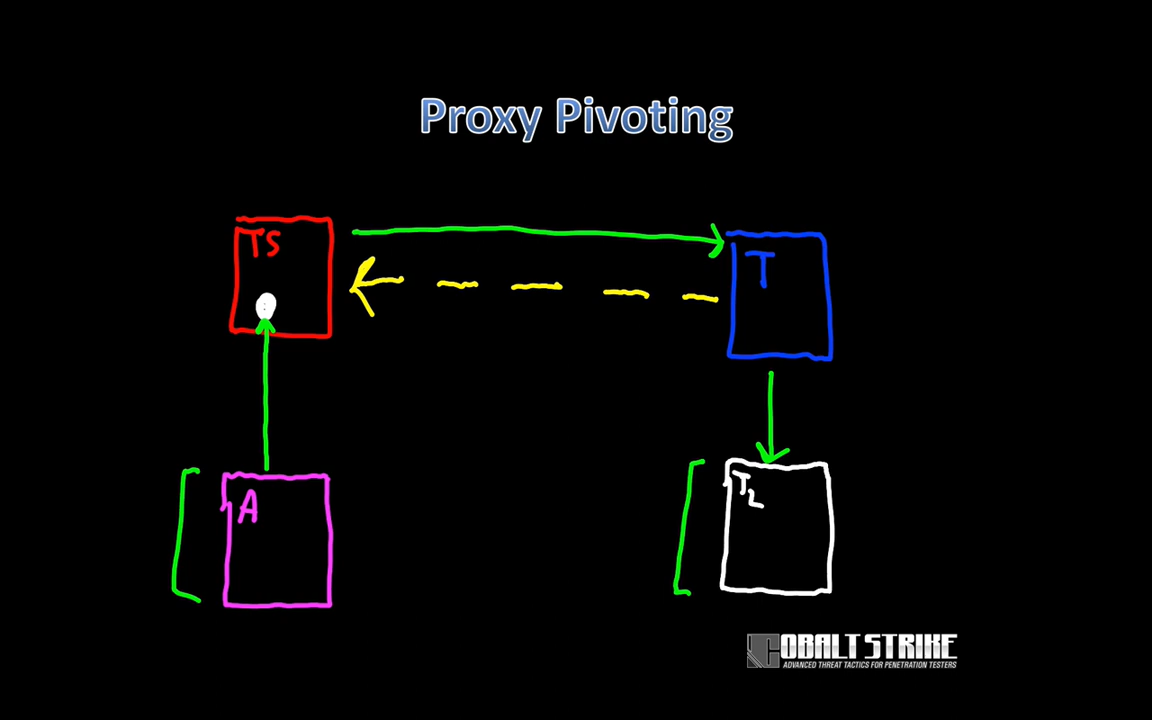 Proxy Pivoting
TS
T
A
T2
COBALT STRIKE
ADVANCED THREAT TACTICS FOR PENETRATION TESTERS